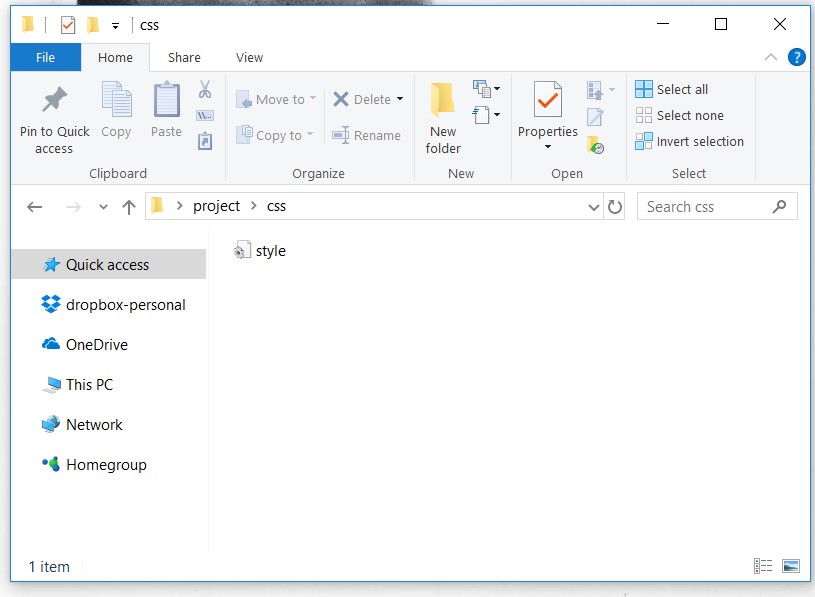 css
File Home Share View
Pin to Quick access
Copy
Paste
Clipboard
Move to
Copy to
Delete
Rename
Organize
New folder
New
Properties
Open
Select all
Select none
Invert selection
Select
project css
Search css
Quick access
dropbox-personal
OneDrive
This PC
Network
Homegroup
style
1 item